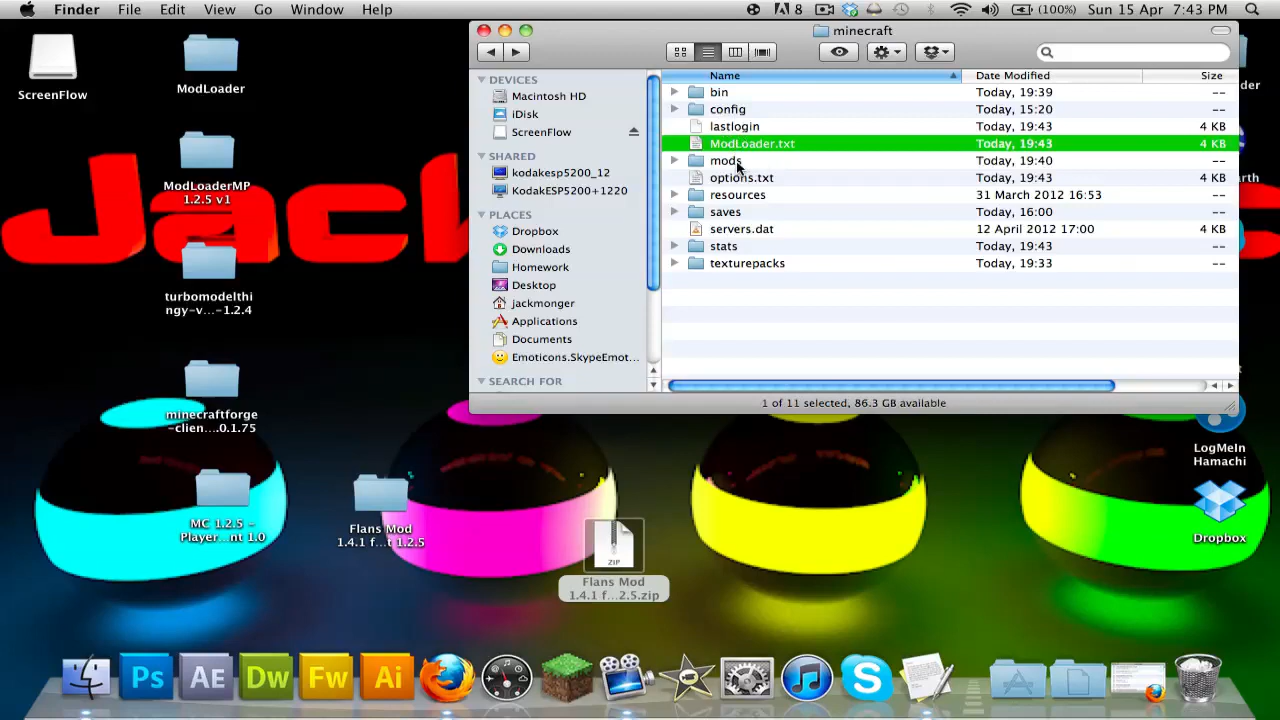 Finder File Edit View Go Window Help
8 (100%) Sun 15 Apr 7:43 PM
ScreenFlow
ModLoader
ModLoaderMP
1.2.5 v1
turbomodelthi
ngy-v...-1.2.4
minecraftforge
-clien....0.1.75
MC 1.2.5 -
Player...nt 1.0
Flans Mod
1.4.1 f...t 1.2.5
Flans Mod
1.4.1 f...2.5.zip
ZIP
minecraft
Name Date Modified Size
bin Today, 19:39 --
config Today, 15:20 --
lastlogin Today, 19:43 4 KB
ModLoader.txt Today, 19:43 4 KB
mods Today, 19:40 --
options.txt Today, 19:43 4 KB
resources 31 March 2012 16:53 --
saves Today, 16:00 --
servers.dat 12 April 2012 17:00 4 KB
stats Today, 19:43 --
texturepacks Today, 19:33 --
DEVICES
Macintosh HD
iDisk
ScreenFlow
SHARED
kodakesp5200_12
KodakESP5200+1220
PLACES
Dropbox
Downloads
Homework
Desktop
jackmonger
Applications
Documents
Emoticons.SkypeEmot...
SEARCH FOR
1 of 11 selected, 86.3 GB available
LogMeIn
Hamachi
Dropbox
Ps Ae Dw Fw Ai